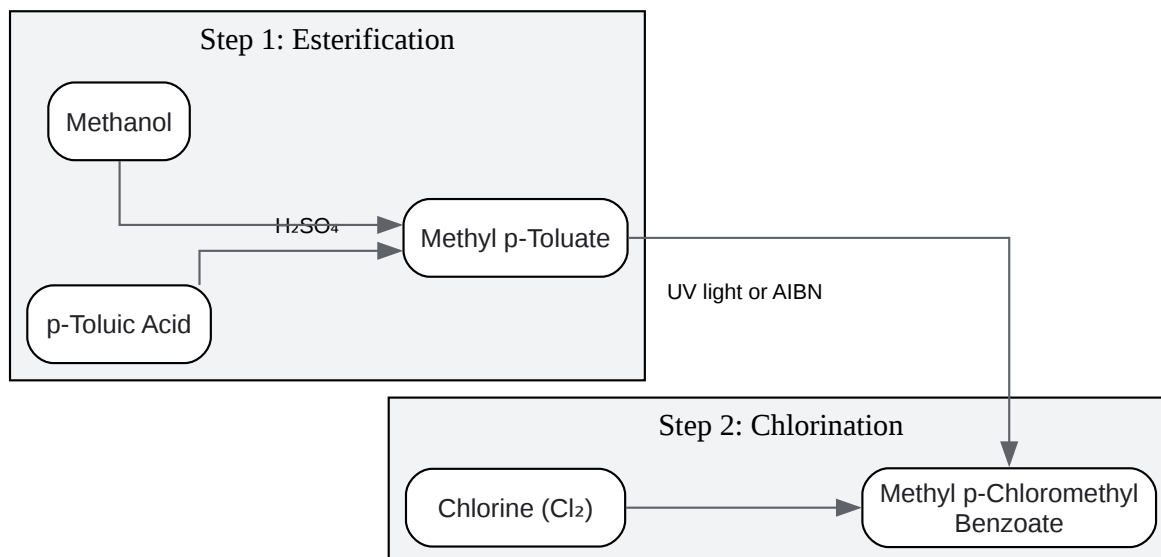 Step 1: Esterification
Methanol
H₂SO₄
Methyl p-Toluate
p-Toluic Acid
UV light or AIBN
Step 2: Chlorination
Chlorine (Cl₂)
Methyl p-Chloromethyl
Benzoate